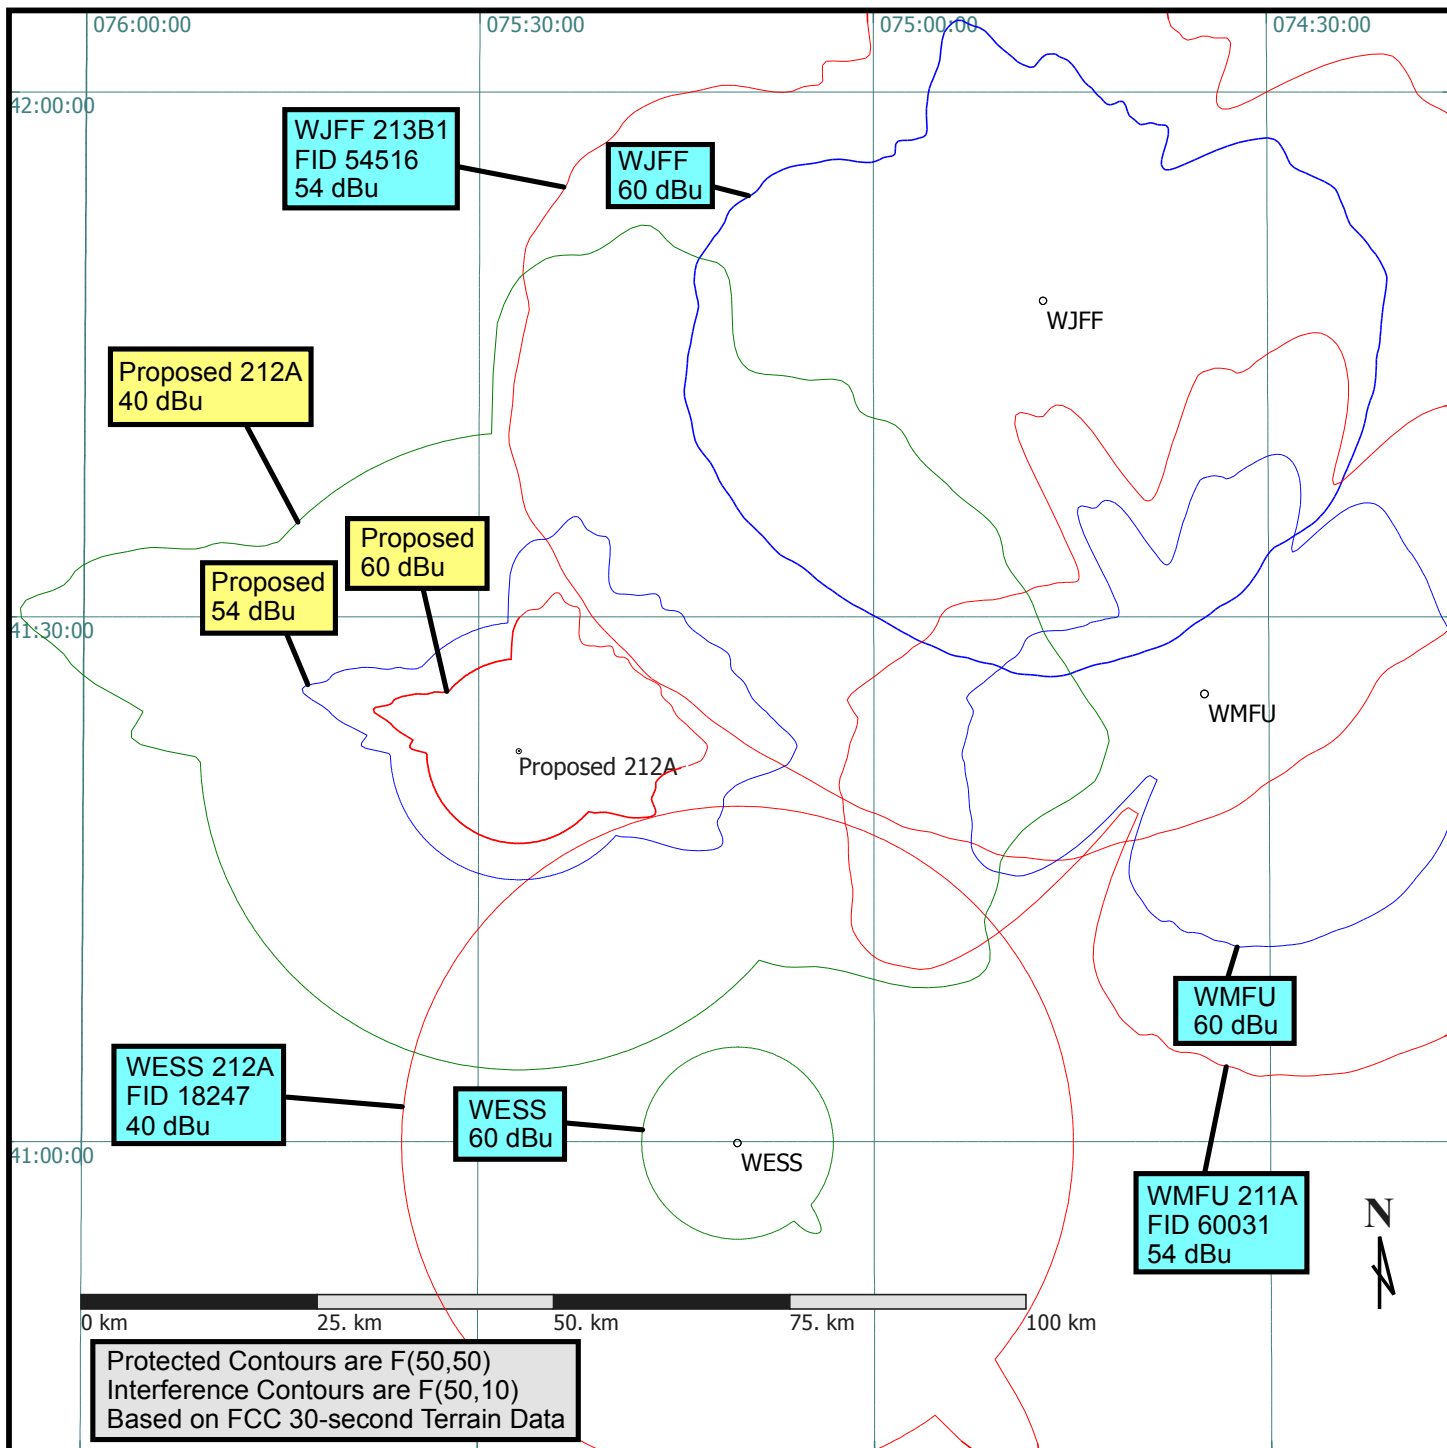 076:00:00
075:30:00
075:00:00
074:30:00
42:00:00
WJFF 213B1
FID 54516
54 dBu
WJFF
60 dBu
WJFF
Proposed 212A
40 dBu
Proposed
60 dBu
Proposed
54 dBu
41:30:00
WMFU
Proposed 212A
WMFU
60 dBu
WESS 212A
FID 18247
40 dBu
WESS
60 dBu
41:00:00
WESS
WMFU 211A
FID 60031
54 dBu
N
0 km
25. km
50. km
75. km
100 km
Protected Contours are F(50,50)
Interference Contours are F(50,10)
Based on FCC 30-second Terrain Data